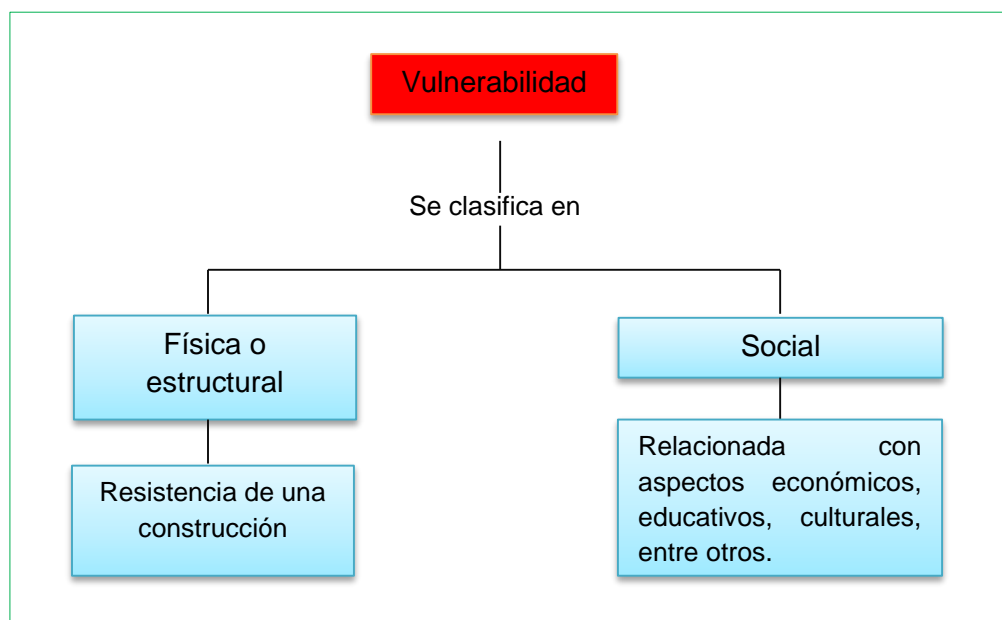 Vulnerabilidad
Se clasifica en
Física o
estructural
Resistencia de una
construcción
Social
Relacionada con
aspectos económicos,
educativos, culturales,
entre otros.